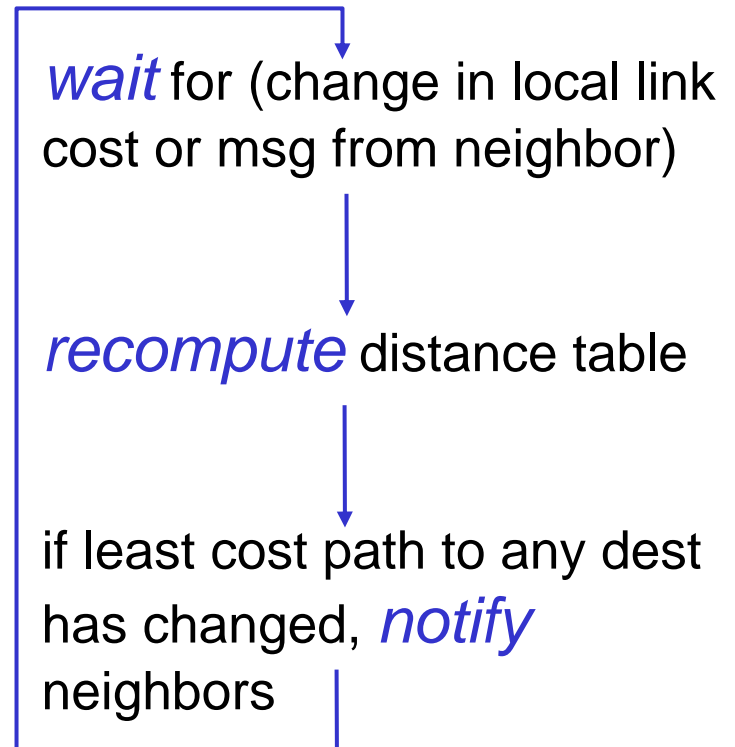 wait for (change in local link
cost or msg from neighbor)
recompute distance table
if least cost path to any dest
has changed, notify
neighbors